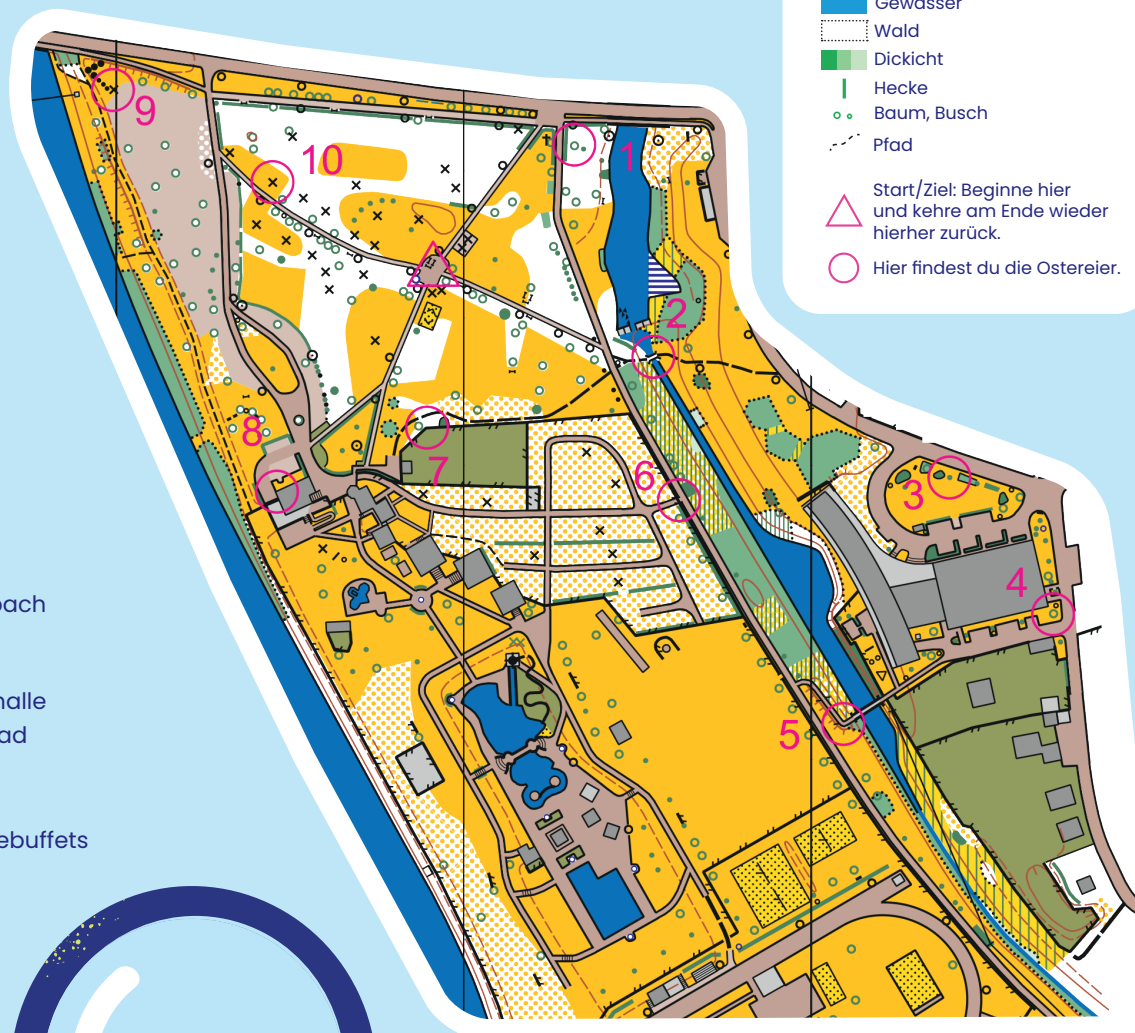 Gewässer
Wald
Dickicht
Hecke
Baum, Busch
Pfad
Start/Ziel: Beginne hier
und kehre am Ende wieder
hierher zurück.
Hier findest du die Ostereier.
9
10
1
2
8
7
6
3
4
5
bach
halle
ad
ebuffets